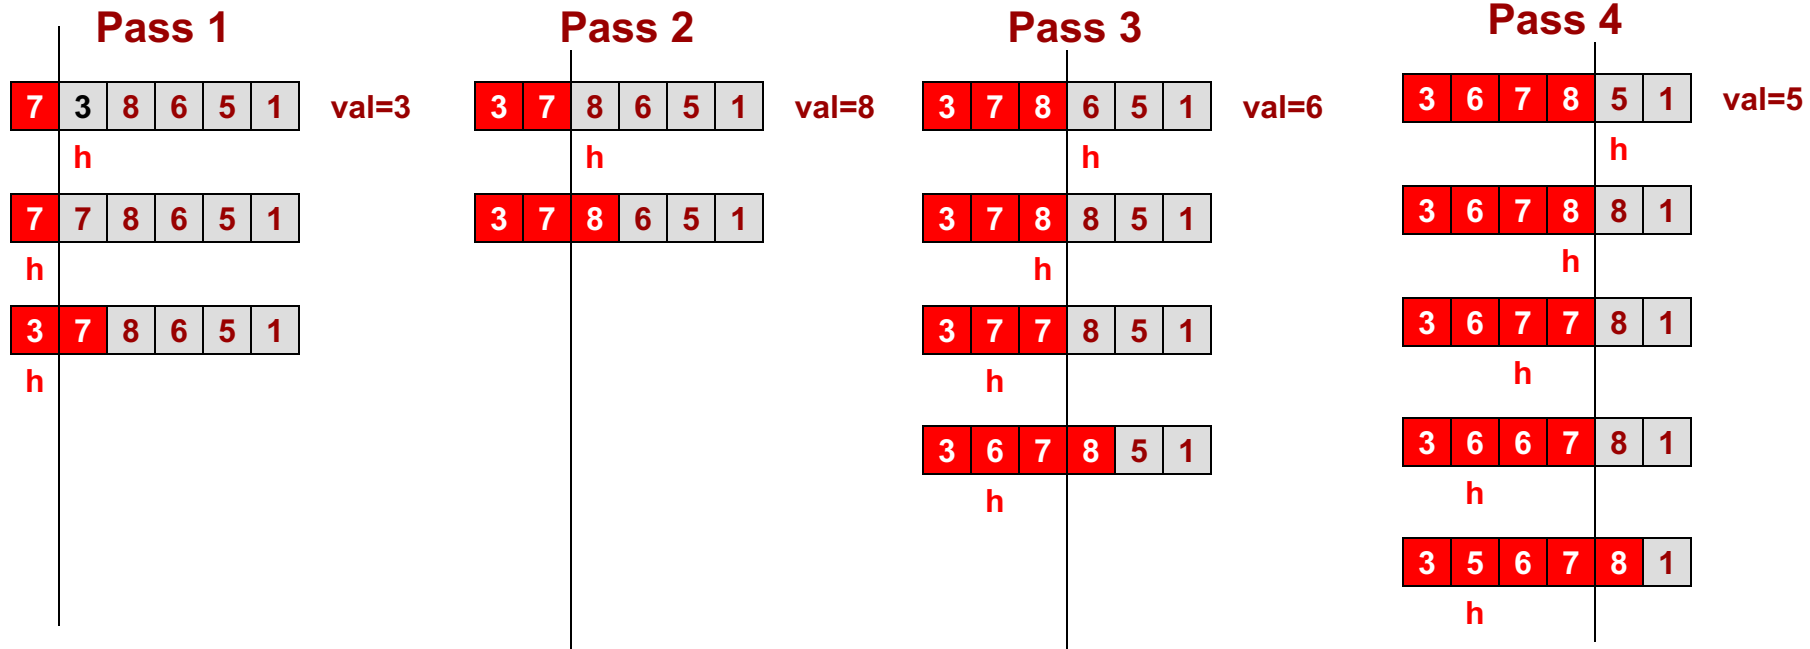 Pass 1
7 3 8 6 5 1 val=3
h
7 7 8 6 5 1
h
3 7 8 6 5 1
h
Pass 2
3 7 8 6 5 1 val=8
h
3 7 8 6 5 1
Pass 3
3 7 8 6 5 1 val=6
h
3 7 8 8 5 1
h
3 7 7 8 5 1
h
3 6 7 8 5 1
h
Pass 4
3 6 7 8 5 1 val=5
h
3 6 7 8 8 1
h
3 6 7 7 8 1
h
3 6 6 7 8 1
h
3 5 6 7 8 1
h